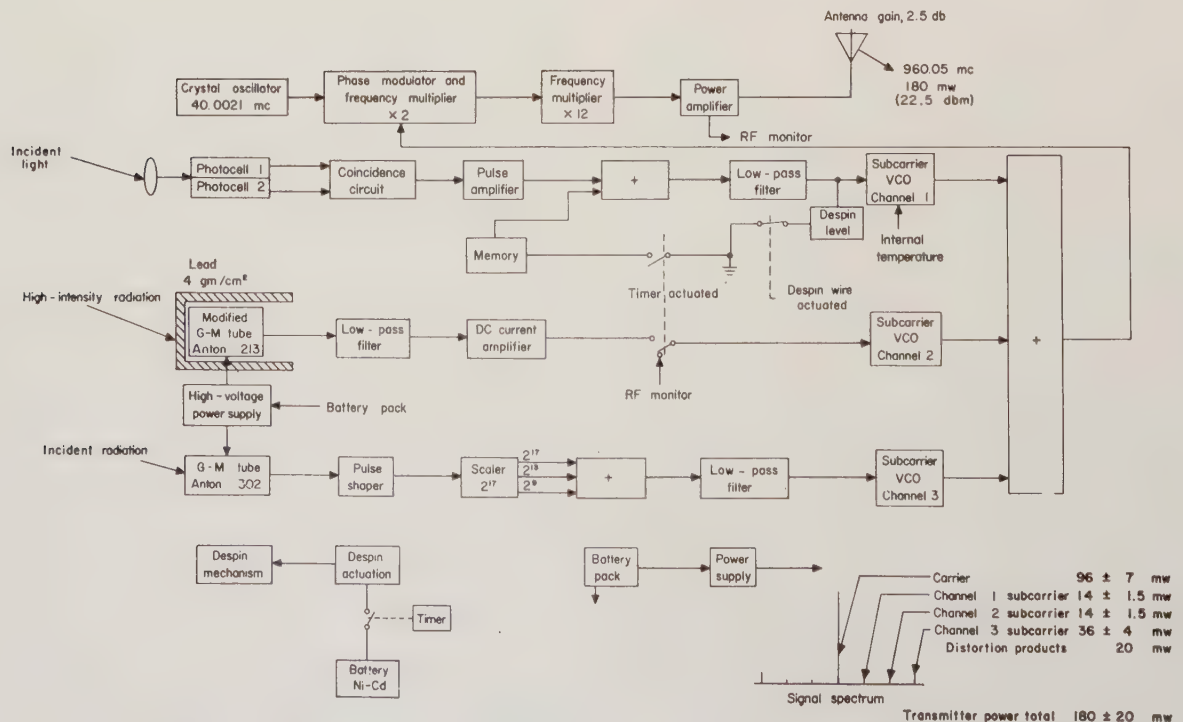 Antenna gain, 2.5 db
960.05 mc
180 mw
(22.5 dbm)
Crystal oscillator
40.0021 mc
Phase modulator and
frequency multiplier
×2
Frequency
multiplier
×12
Power
amplifier
RF monitor
Incident
light
Photocell 1
Photocell 2
Coincidence
circuit
Pulse
amplifier
+
Low-pass
filter
Subcarrier
VCO
Channel 1
Despin
level
Internal
temperature
Memory
Timer actuated
Despin wire
actuated
Lead
4 gm/cm²
High-intensity radiation
Modified
G-M tube
Anton 213
Low-pass
filter
DC current
amplifier
RF monitor
Subcarrier
VCO
Channel 2
+
High-voltage
power supply
Battery pack
Incident radiation
G-M tube
Anton 302
Pulse
shaper
Scaler
2¹⁷
2¹⁷
2⁹
+
Low-pass
filter
Subcarrier
VCO
Channel 3
Despin
mechanism
Despin
actuation
Timer
Battery
Ni-Cd
Battery
pack
Power
supply
Carrier 96 ± 7 mw
Channel 1 subcarrier 14 ± 1.5 mw
Channel 2 subcarrier 14 ± 1.5 mw
Channel 3 subcarrier 36 ± 4 mw
Distortion products 20 mw
Signal spectrum
Transmitter power total 180 ± 20 mw